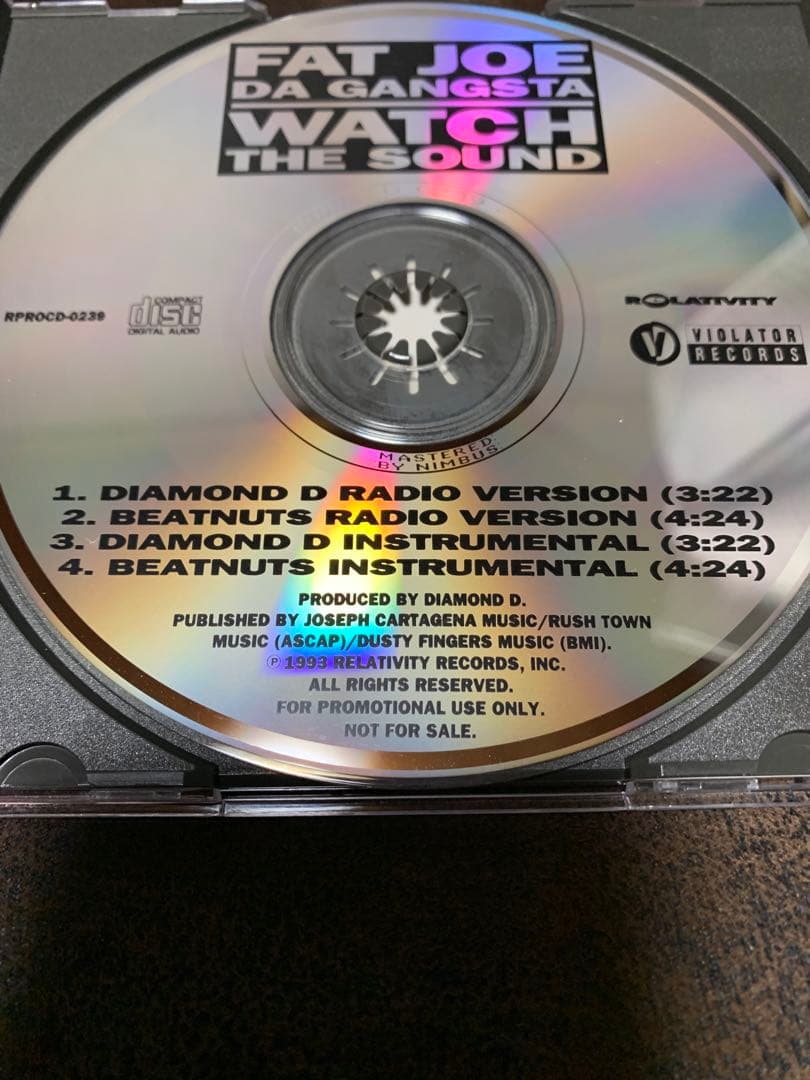 FAT JOE
DA GANGSTA
WATCH
THE SOUND
RPROCD-0239
COMPACT
disc
DIGITAL AUDIO
RELATIVITY
V VIOLATOR
RECORDS
MASTERED
BY NIMBUS
1. DIAMOND D RADIO VERSION (3:22)
2. BEATNUTS RADIO VERSION (4:24)
3. DIAMOND D INSTRUMENTAL (3:22)
4. BEATNUTS INSTRUMENTAL (4:24)
PRODUCED BY DIAMOND D.
PUBLISHED BY JOSEPH CARTAGENA MUSIC/RUSH TOWN
MUSIC (ASCAP)/DUSTY FINGERS MUSIC (BMI).
℗ 1993 RELATIVITY RECORDS, INC.
ALL RIGHTS RESERVED.
FOR PROMOTIONAL USE ONLY.
NOT FOR SALE.